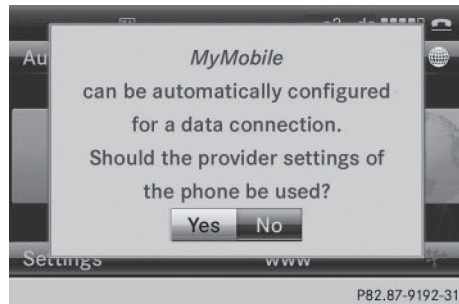 Au
MyMobile
can be automatically configured
for a data connection.
Should the provider settings of
the phone be used?
Yes No
Settings www
P82.87-9192-31